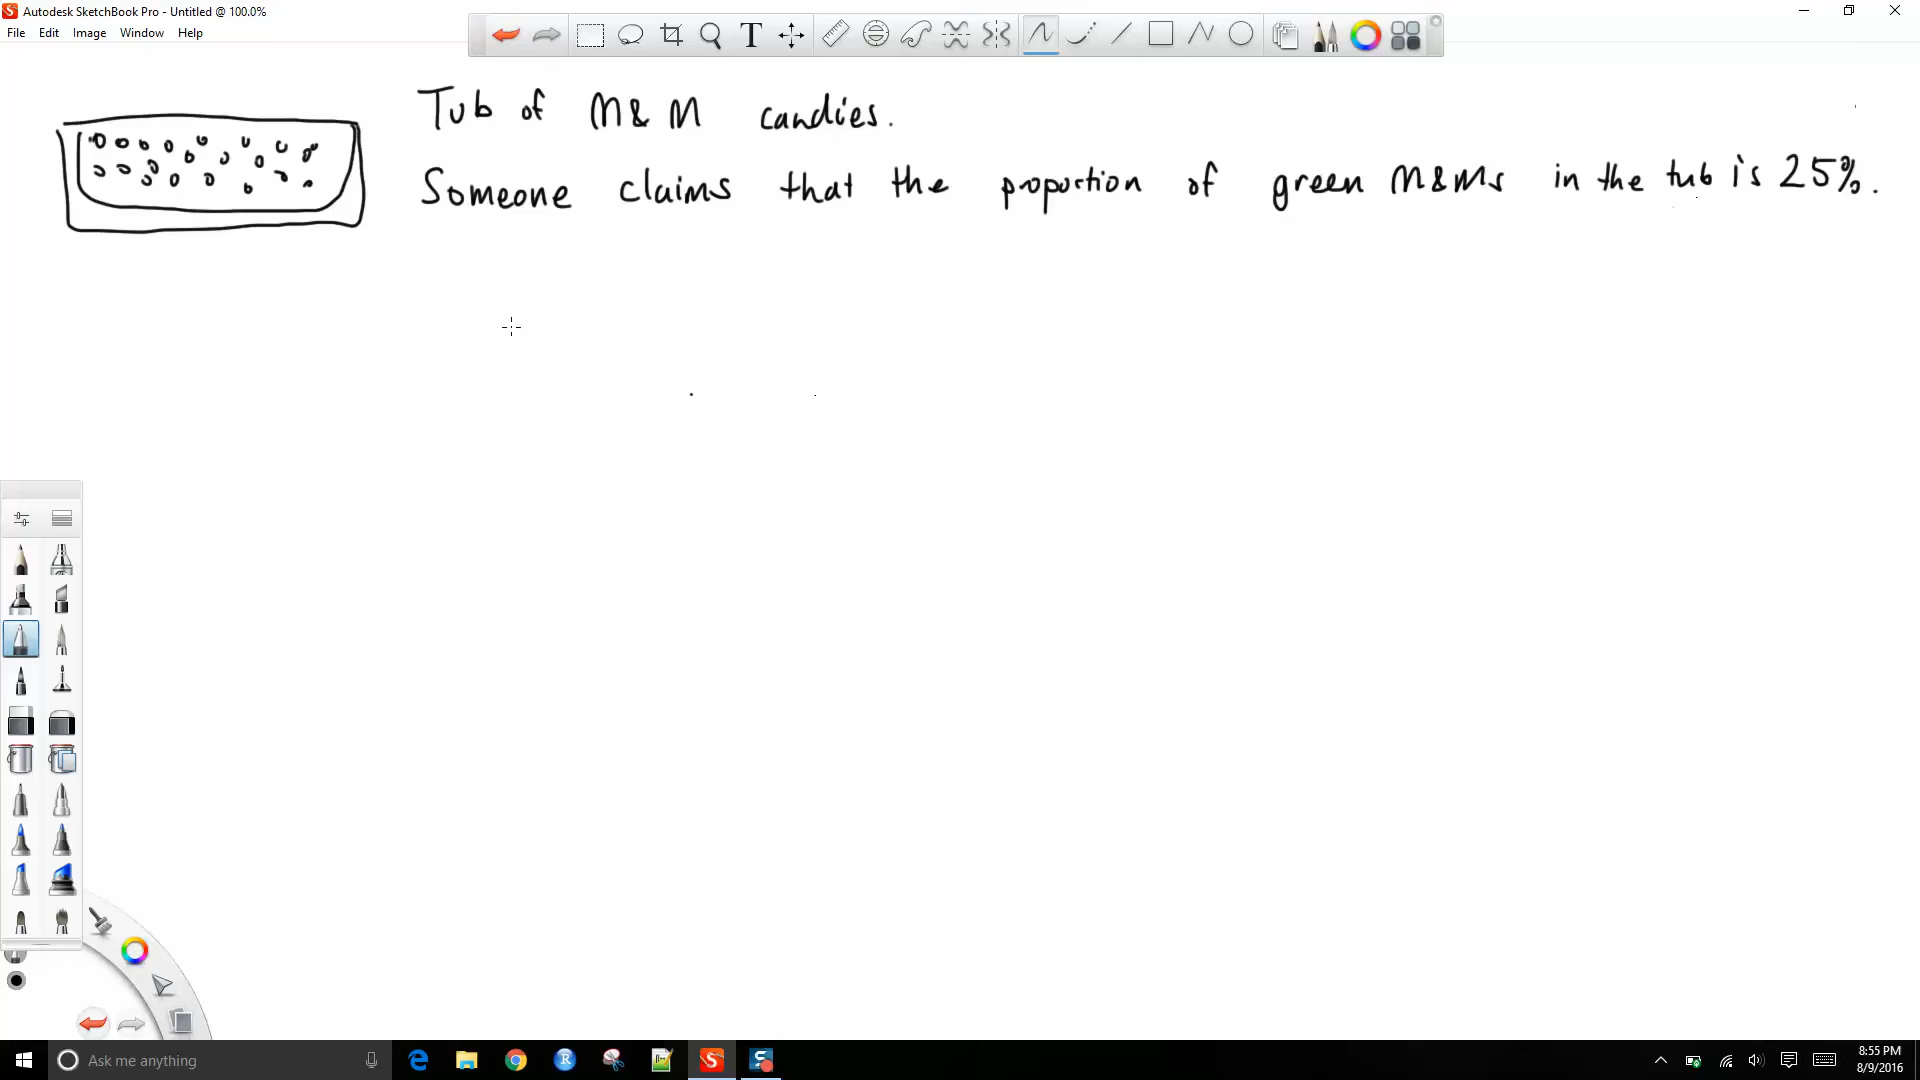 Autodesk SketchBook Pro - Untitled @ 100.0%
File Edit Image Window Help
T
Tub of M&M candies.
Someone claims that the proportion of green M&Ms in the tub is 25%.
Ask me anything
8:55 PM
8/9/2016